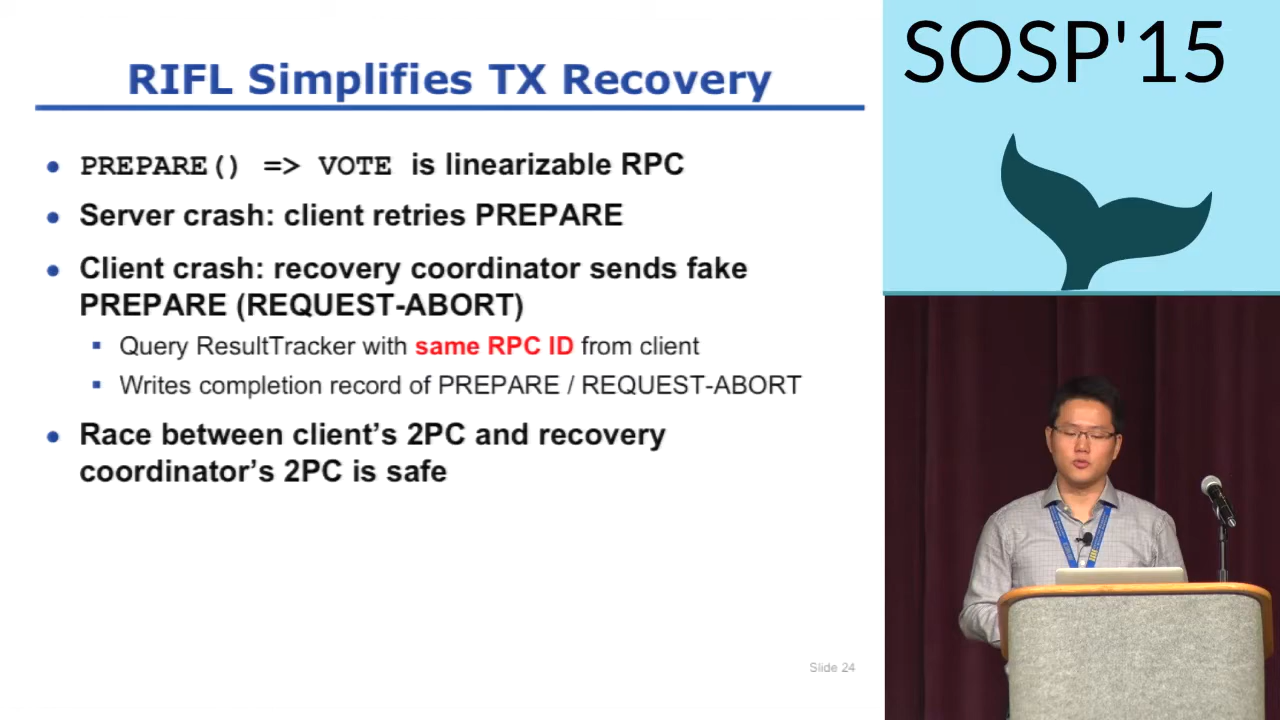 RIFL Simplifies TX Recovery
• PREPARE() => VOTE is linearizable RPC
• Server crash: client retries PREPARE
• Client crash: recovery coordinator sends fake
PREPARE (REQUEST-ABORT)
▪ Query ResultTracker with same RPC ID from client
▪ Writes completion record of PREPARE / REQUEST-ABORT
• Race between client’s 2PC and recovery
coordinator’s 2PC is safe
Slide 24
SOSP'15